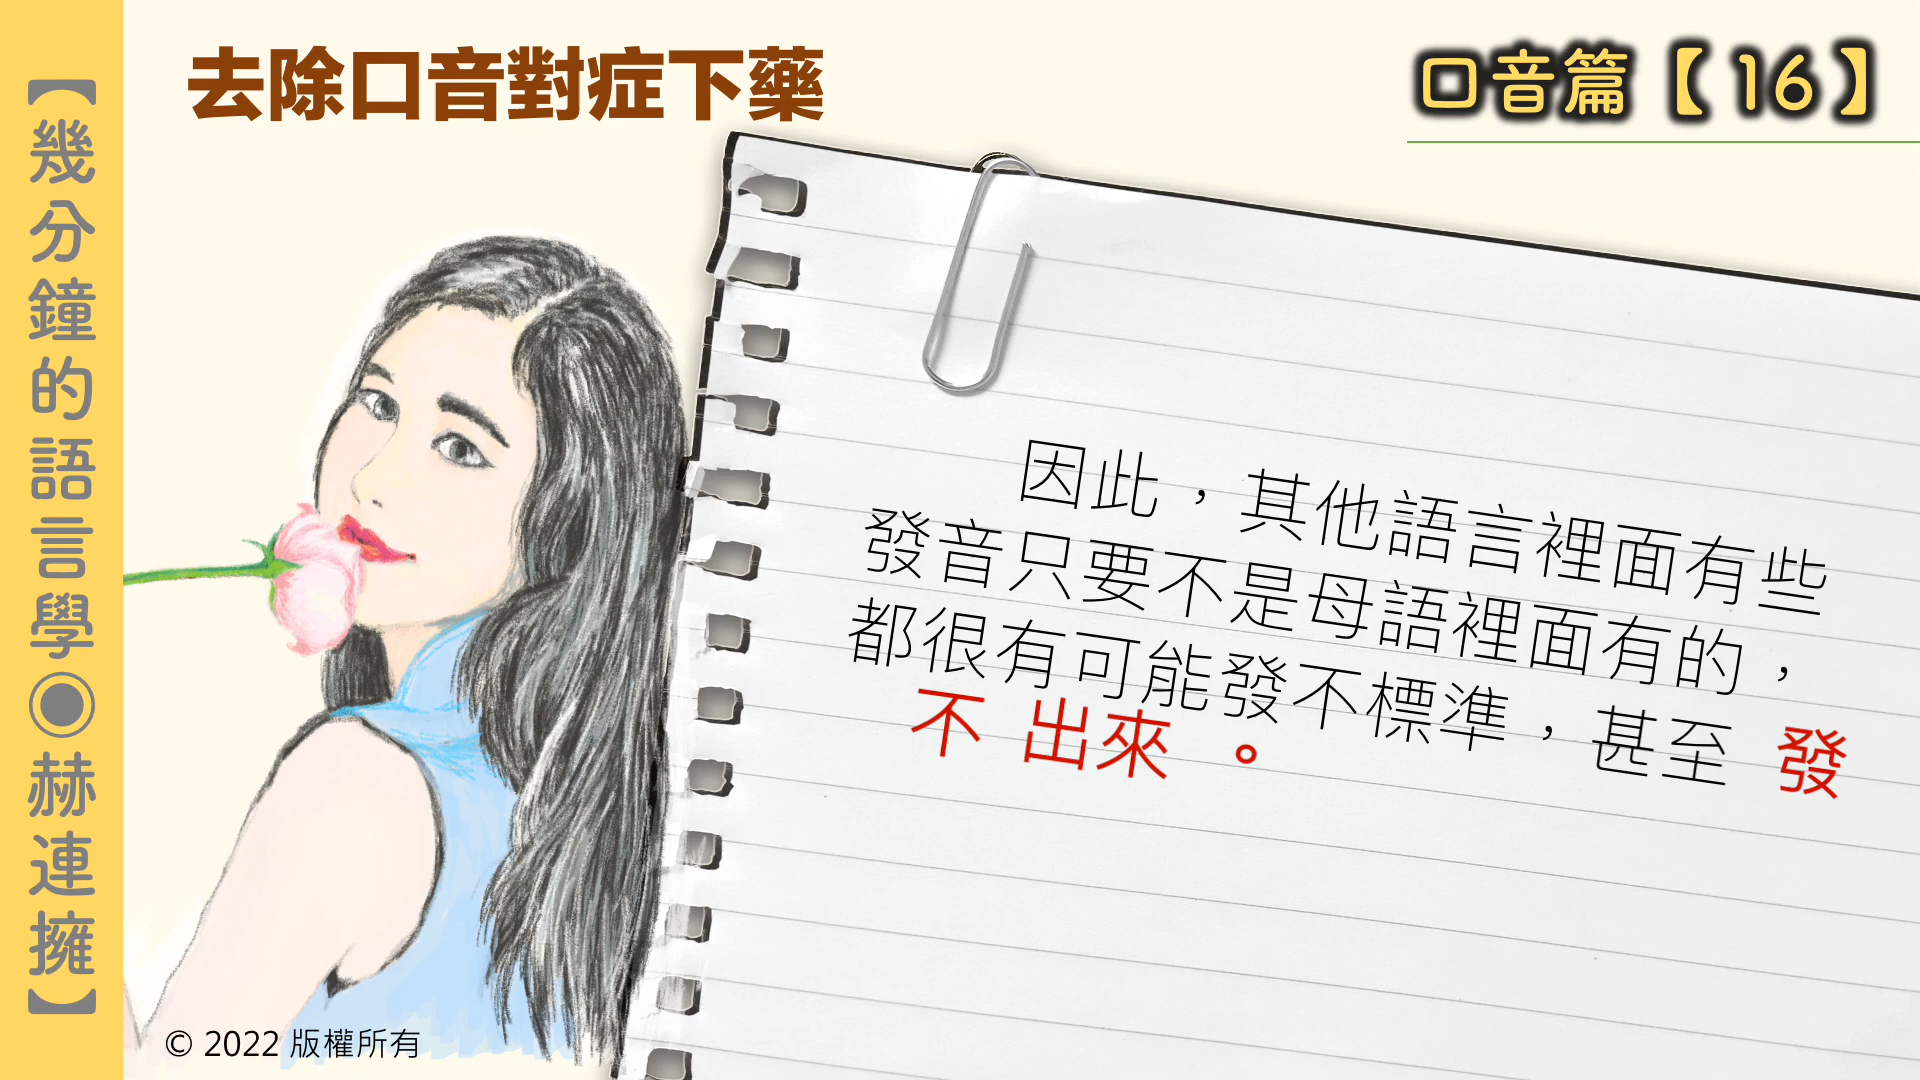 【幾分鐘的語言學◉赫連擁】
去除口音對症下藥
口音篇【16】
因此，其他語言裡面有些
發音只要不是母語裡面有的，
都很有可能發不標準，甚至 發
不 出來 。
© 2022 版權所有